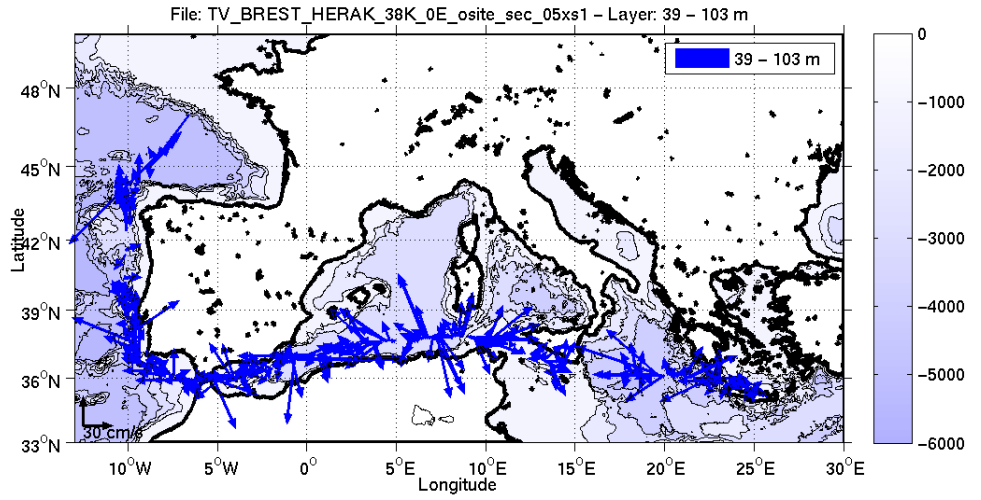 File: TV_BREST_HERAK_38K_0E_osite_sec_05xs1 – Layer: 39 – 103 m
39 – 103 m
48°N
45°N
42°N
39°N
36°N
33°N
Latitude
30 cm/s
10°W
5°W
0°
5°E
10°E
15°E
20°E
25°E
30°E
Longitude
0
−1000
−2000
−3000
−4000
−5000
−6000